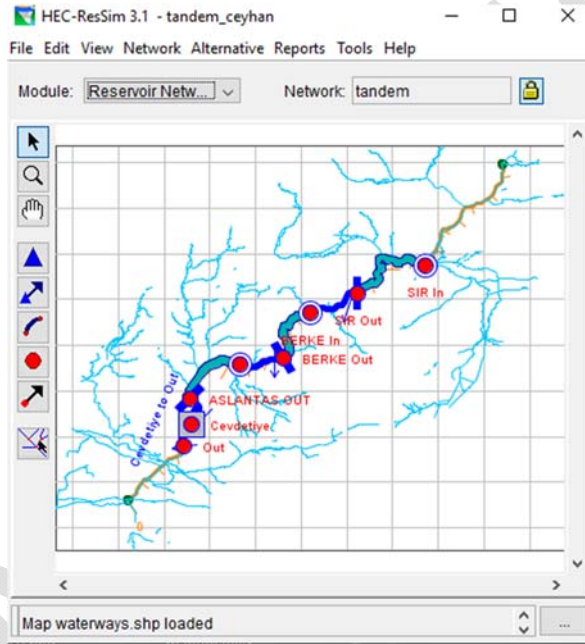 HEC-ResSim 3.1 - tandem_ceyhan
File Edit View Network Alternative Reports Tools Help
Module: Reservoir Netw... Network: tandem
SIR In
SIR Out
BERKE In
BERKE Out
ASLANTAS OUT
Cevdetiye
Cevdetiye to Out
Out
0
Map waterways.shp loaded
...